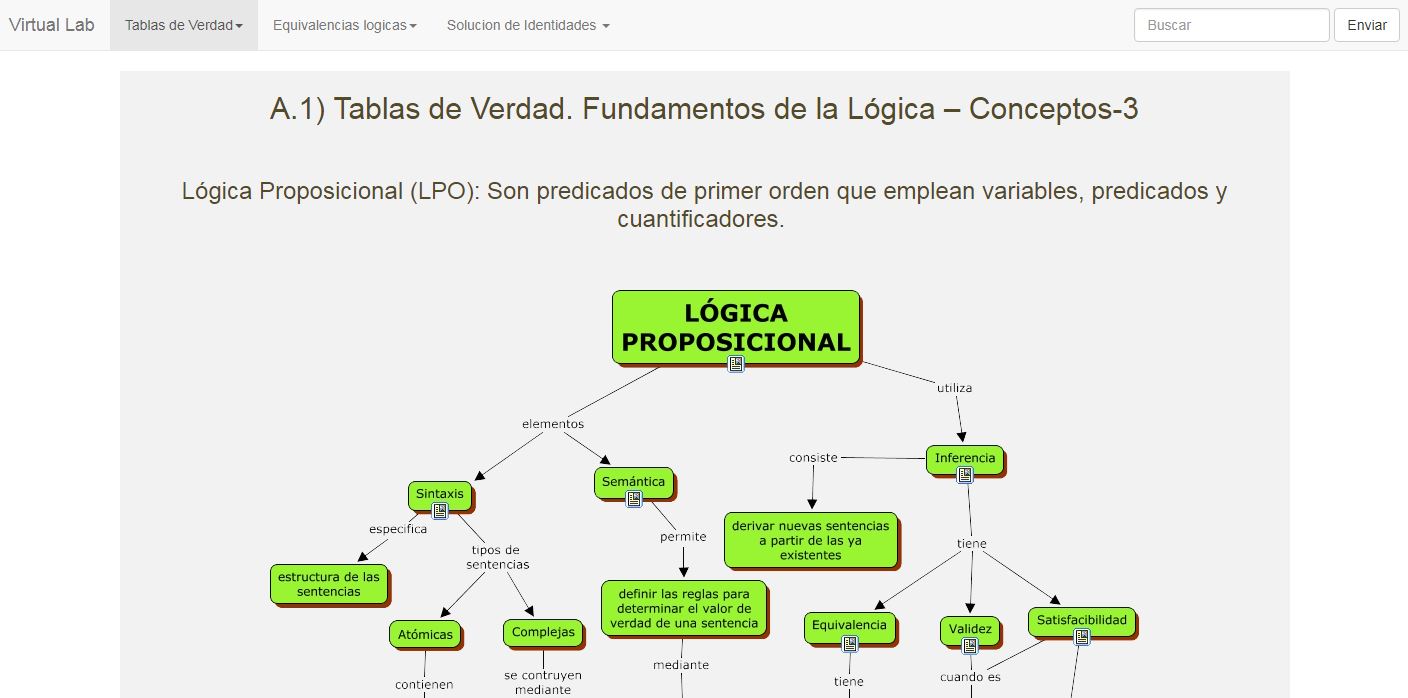 Virtual Lab
Tablas de Verdad
Equivalencias logicas
Solucion de Identidades
Buscar
Enviar
A.1) Tablas de Verdad. Fundamentos de la Lógica – Conceptos-3
Lógica Proposicional (LPO): Son predicados de primer orden que emplean variables, predicados y
cuantificadores.
LÓGICA
PROPOSICIONAL
elementos
utiliza
Sintaxis
Semántica
Inferencia
consiste
especifica
tipos de
sentencias
permite
derivar nuevas sentencias
a partir de las ya
existentes
tiene
estructura de las
sentencias
definir las reglas para
determinar el valor de
verdad de una sentencia
Atómicas
Complejas
Equivalencia
Validez
Satisfacibilidad
contienen
se contruyen
mediante
mediante
tiene
cuando es